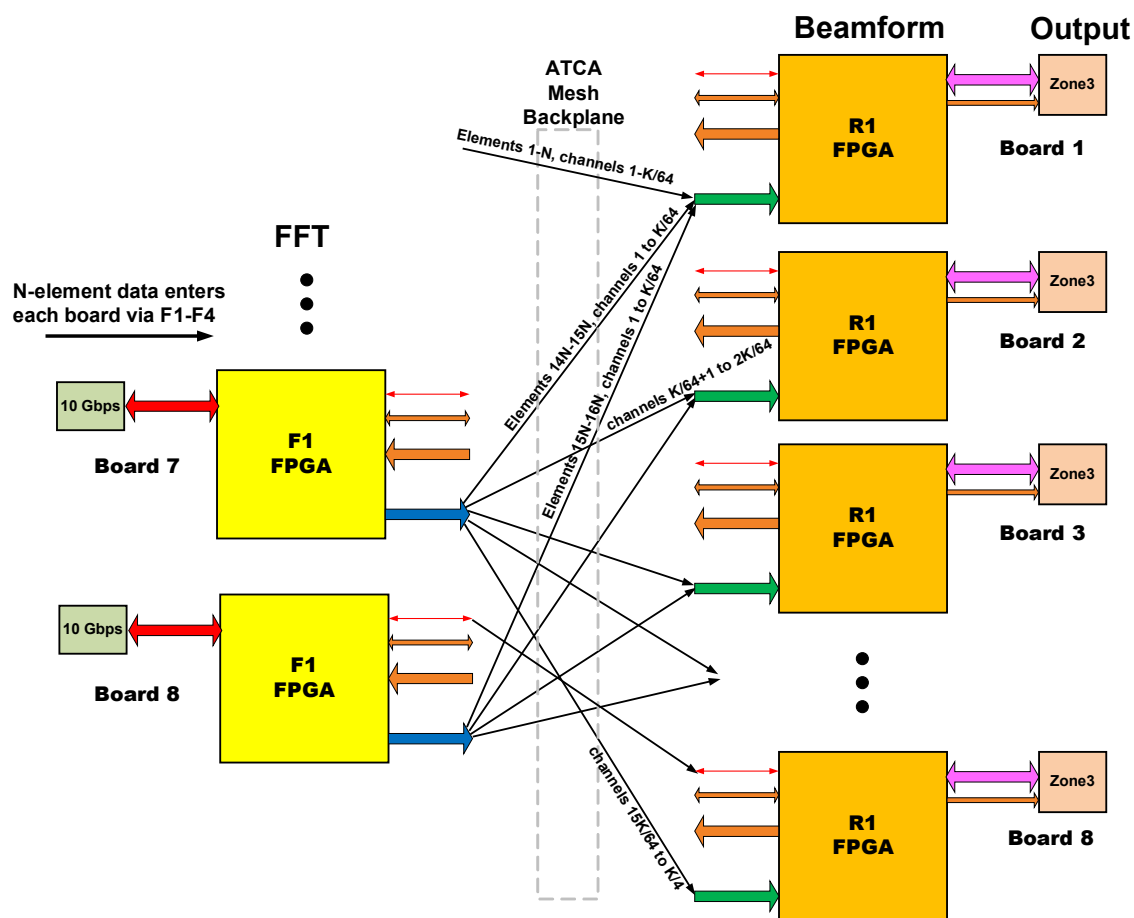 Beamform
Output
ATCA
Mesh
Backplane
Elements 1-N, channels 1-K/64
R1
FPGA
Zone3
Board 1
FFT
N-element data enters
each board via F1-F4
Elements 14N-15N, channels 1 to K/64
Elements 15N-16N, channels 1 to K/64
channels K/64+1 to 2K/64
R1
FPGA
Zone3
Board 2
10 Gbps
F1
FPGA
Board 7
R1
FPGA
Zone3
Board 3
10 Gbps
F1
FPGA
Board 8
channels 15K/64 to K/4
R1
FPGA
Zone3
Board 8